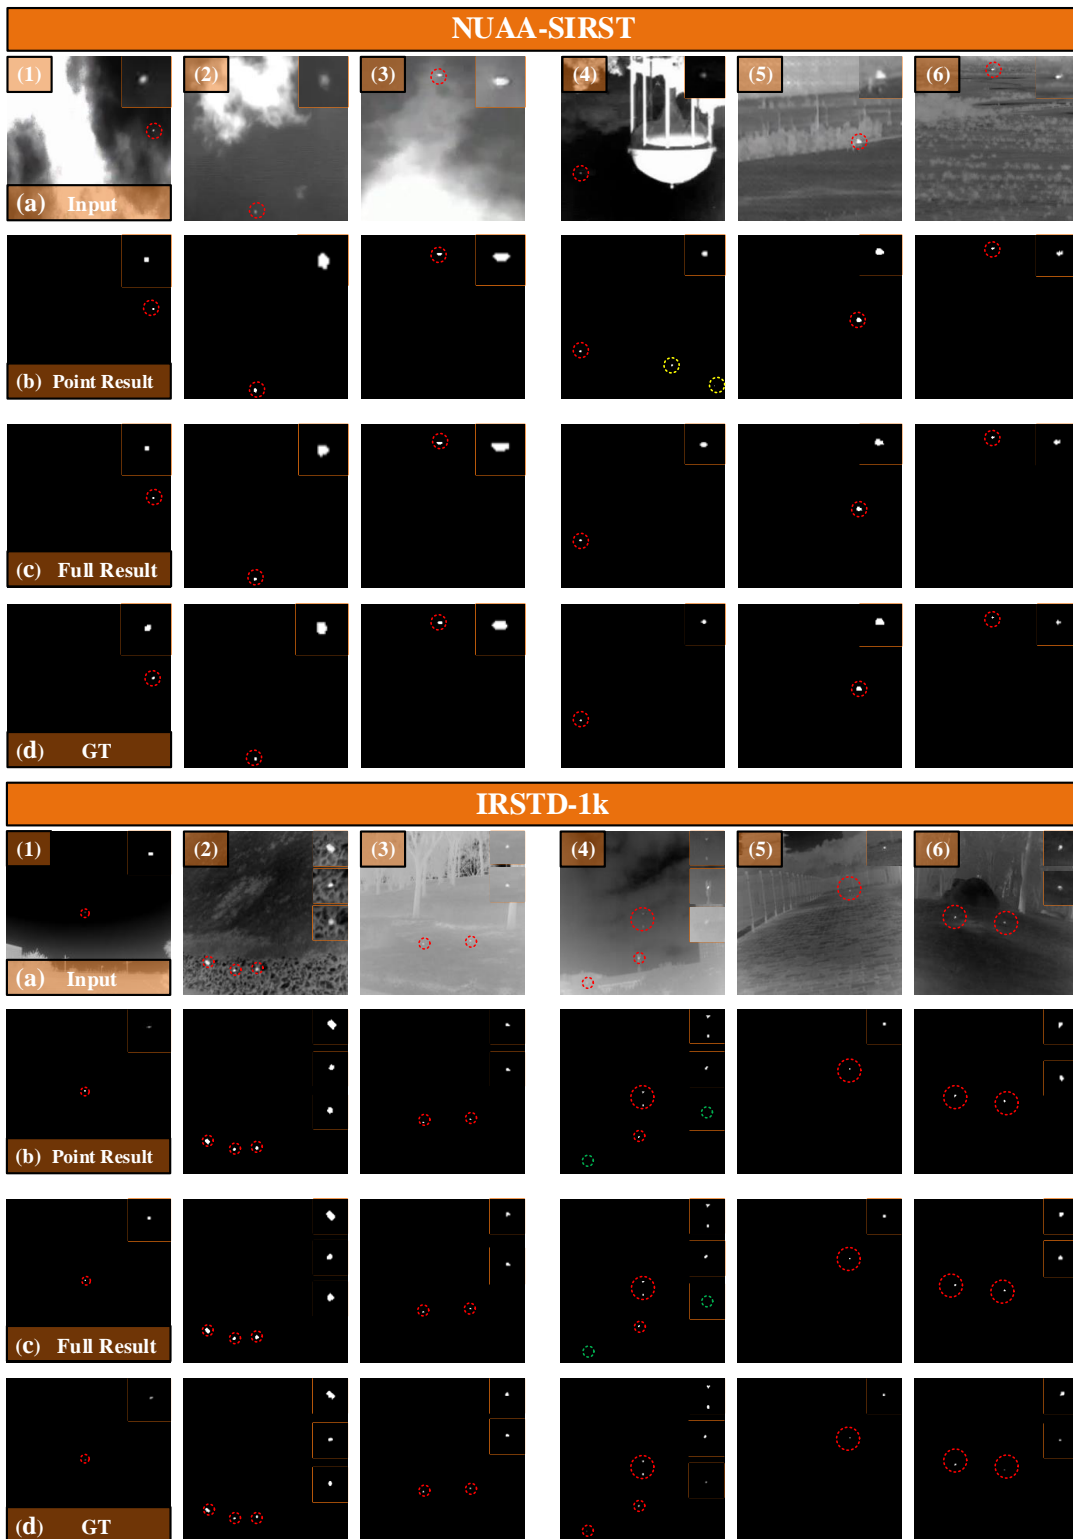 NUAA-SIRST
(1) (2) (3) (4) (5) (6)
(a) Input
(b) Point Result
(c) Full Result
(d) GT
IRSTD-1k
(1) (2) (3) (4) (5) (6)
(a) Input
(b) Point Result
(c) Full Result
(d) GT